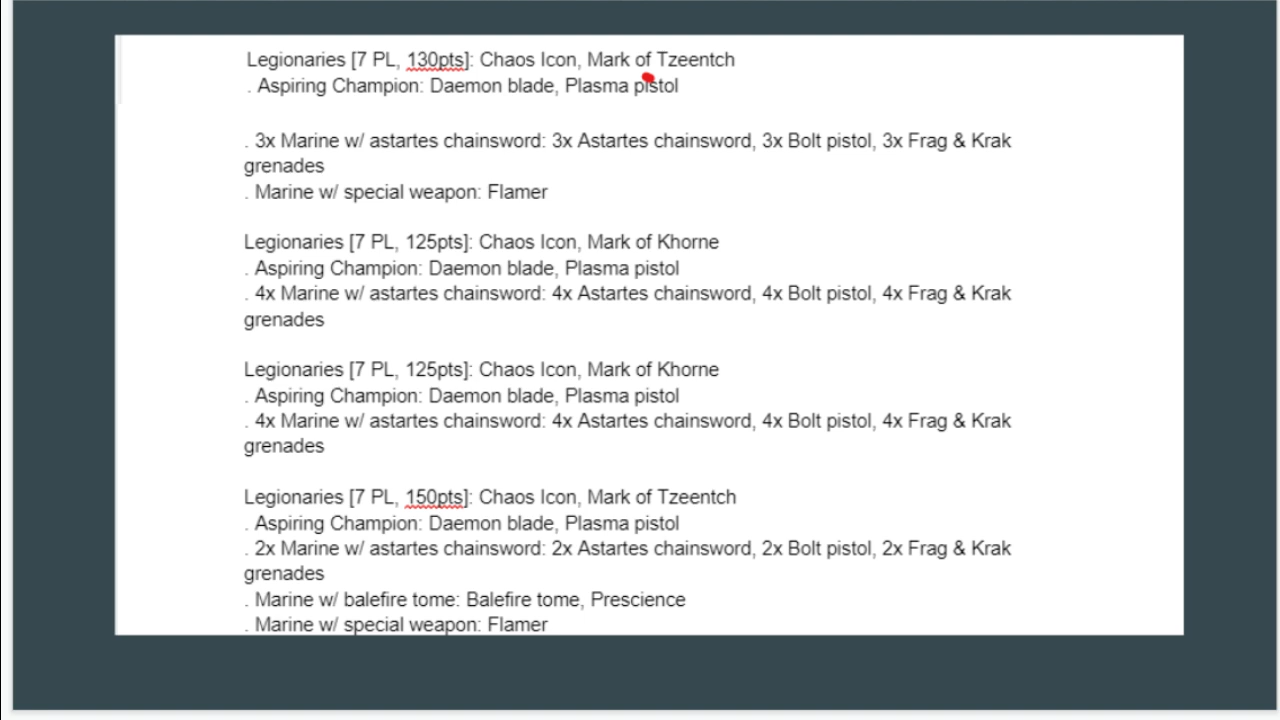 Legionaries [7 PL, 130pts]: Chaos Icon, Mark of Tzeentch
. Aspiring Champion: Daemon blade, Plasma pistol
. 3x Marine w/ astartes chainsword: 3x Astartes chainsword, 3x Bolt pistol, 3x Frag & Krak
grenades
. Marine w/ special weapon: Flamer
Legionaries [7 PL, 125pts]: Chaos Icon, Mark of Khorne
. Aspiring Champion: Daemon blade, Plasma pistol
. 4x Marine w/ astartes chainsword: 4x Astartes chainsword, 4x Bolt pistol, 4x Frag & Krak
grenades
Legionaries [7 PL, 125pts]: Chaos Icon, Mark of Khorne
. Aspiring Champion: Daemon blade, Plasma pistol
. 4x Marine w/ astartes chainsword: 4x Astartes chainsword, 4x Bolt pistol, 4x Frag & Krak
grenades
Legionaries [7 PL, 150pts]: Chaos Icon, Mark of Tzeentch
. Aspiring Champion: Daemon blade, Plasma pistol
. 2x Marine w/ astartes chainsword: 2x Astartes chainsword, 2x Bolt pistol, 2x Frag & Krak
grenades
. Marine w/ balefire tome: Balefire tome, Prescience
. Marine w/ special weapon: Flamer